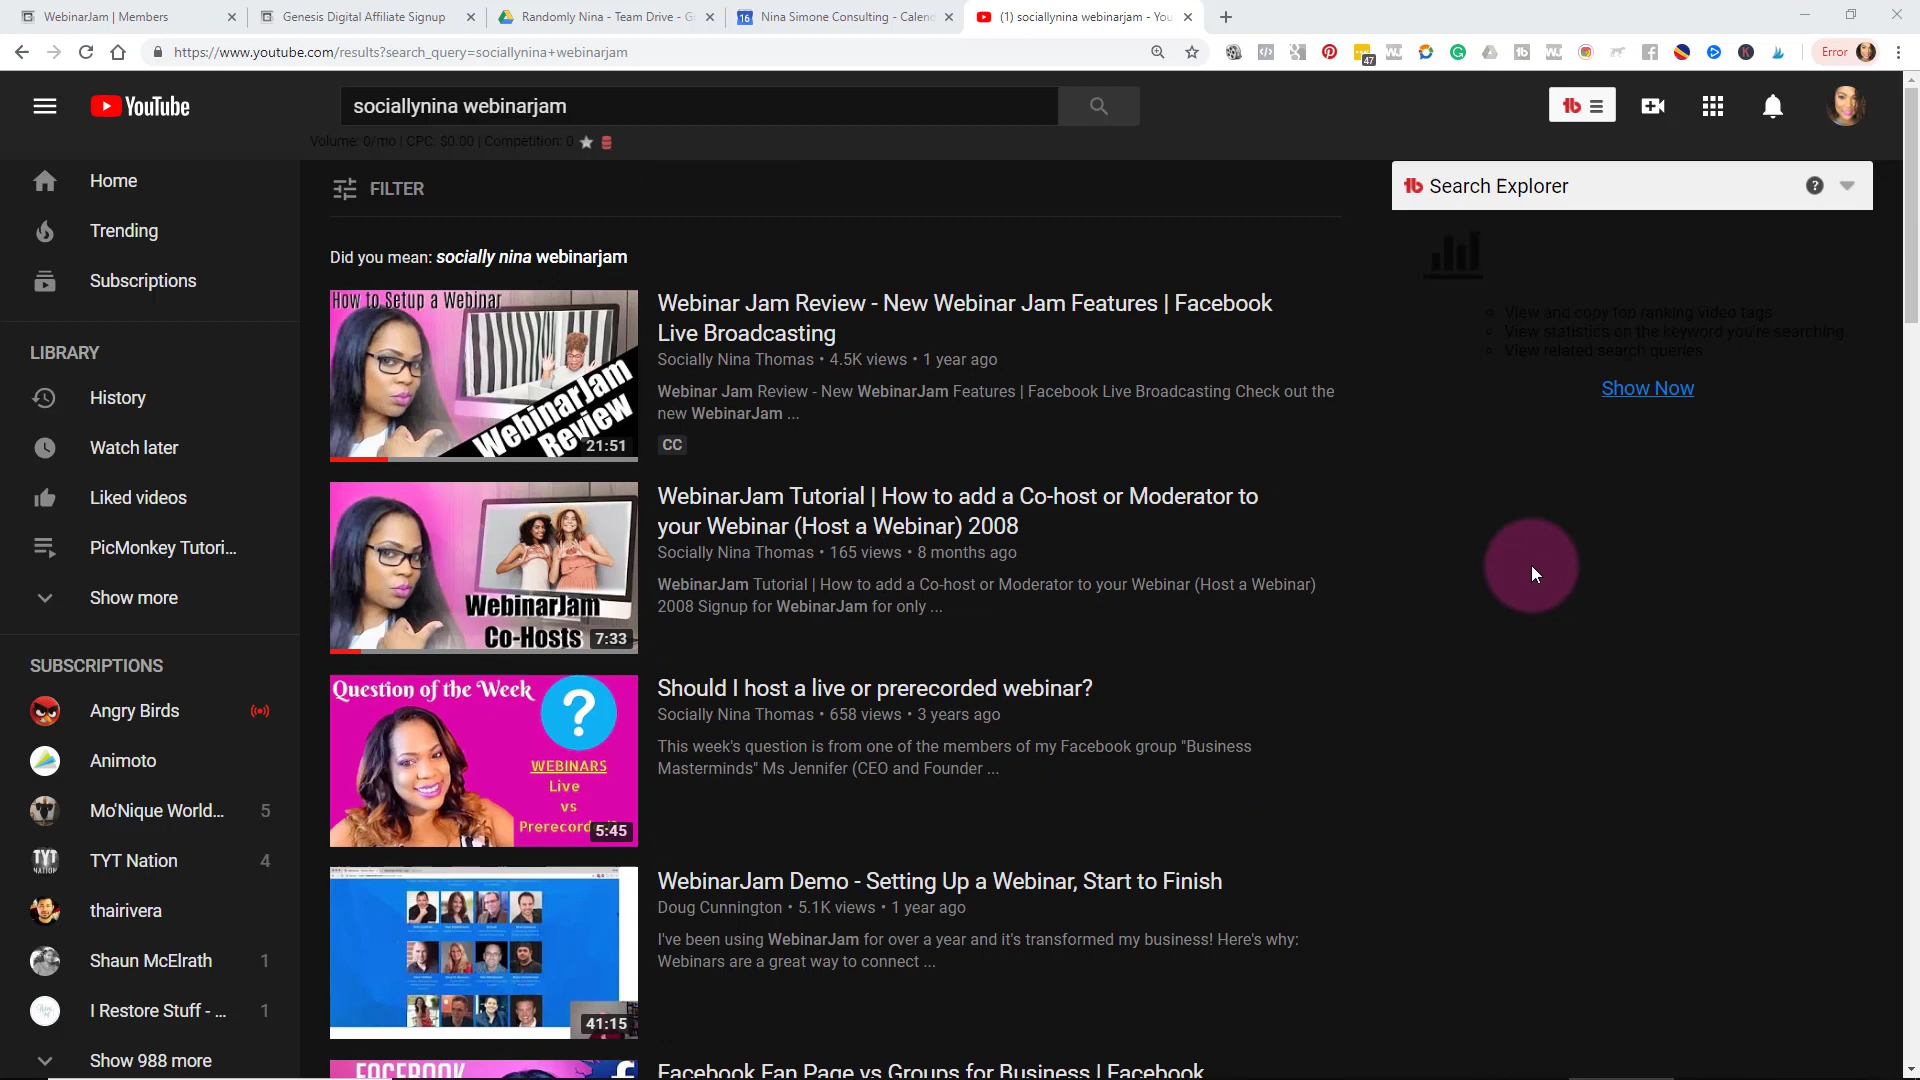 WebinarJam | Members
Genesis Digital Affiliate Signup
Randomly Nina - Team Drive - G
Nina Simone Consulting - Calend
(1) sociallynina webinarjam - You
https://www.youtube.com/results?search_query=sociallynina+webinarjam
47
Error
YouTube
sociallynina webinarjam
Volume: 0/mo | CPC: $0.00 | Competition: 0
Home
Trending
Subscriptions
LIBRARY
History
Watch later
Liked videos
PicMonkey Tutori...
Show more
SUBSCRIPTIONS
Angry Birds
Animoto
Mo'Nique World... 5
TYT Nation 4
thairivera
Shaun McElrath 1
I Restore Stuff - ... 1
Show 988 more
FILTER
Did you mean: socially nina webinarjam
How to Setup a Webinar
WebinarJam
Review
21:51
Webinar Jam Review - New Webinar Jam Features | Facebook
Live Broadcasting
Socially Nina Thomas • 4.5K views • 1 year ago
Webinar Jam Review - New WebinarJam Features | Facebook Live Broadcasting Check out the
new WebinarJam ...
CC
WebinarJam
Co-Hosts
7:33
WebinarJam Tutorial | How to add a Co-host or Moderator to
your Webinar (Host a Webinar) 2008
Socially Nina Thomas • 165 views • 8 months ago
WebinarJam Tutorial | How to add a Co-host or Moderator to your Webinar (Host a Webinar)
2008 Signup for WebinarJam for only ...
Question of the Week
?
WEBINARS
Live
vs
Prerecord
5:45
Should I host a live or prerecorded webinar?
Socially Nina Thomas • 658 views • 3 years ago
This week's question is from one of the members of my Facebook group "Business
Masterminds" Ms Jennifer (CEO and Founder ...
41:15
WebinarJam Demo - Setting Up a Webinar, Start to Finish
Doug Cunnington • 5.1K views • 1 year ago
I've been using WebinarJam for over a year and it's transformed my business! Here's why:
Webinars are a great way to connect ...
FACEBOOK
Facebook Fan Page vs Groups for Business | Facebook
Search Explorer
View and copy top ranking video tags
View statistics on the keyword you're searching
View related search queries
Show Now